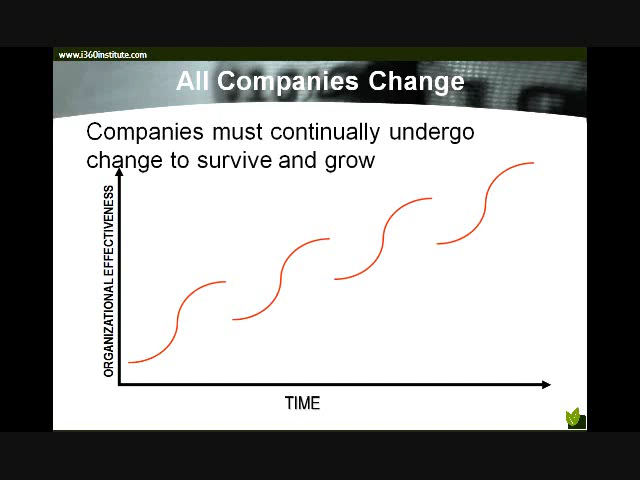 www.i360institute.com
All Companies Change
Companies must continually undergo
change to survive and grow
ORGANIZATIONAL EFFECTIVENESS
TIME